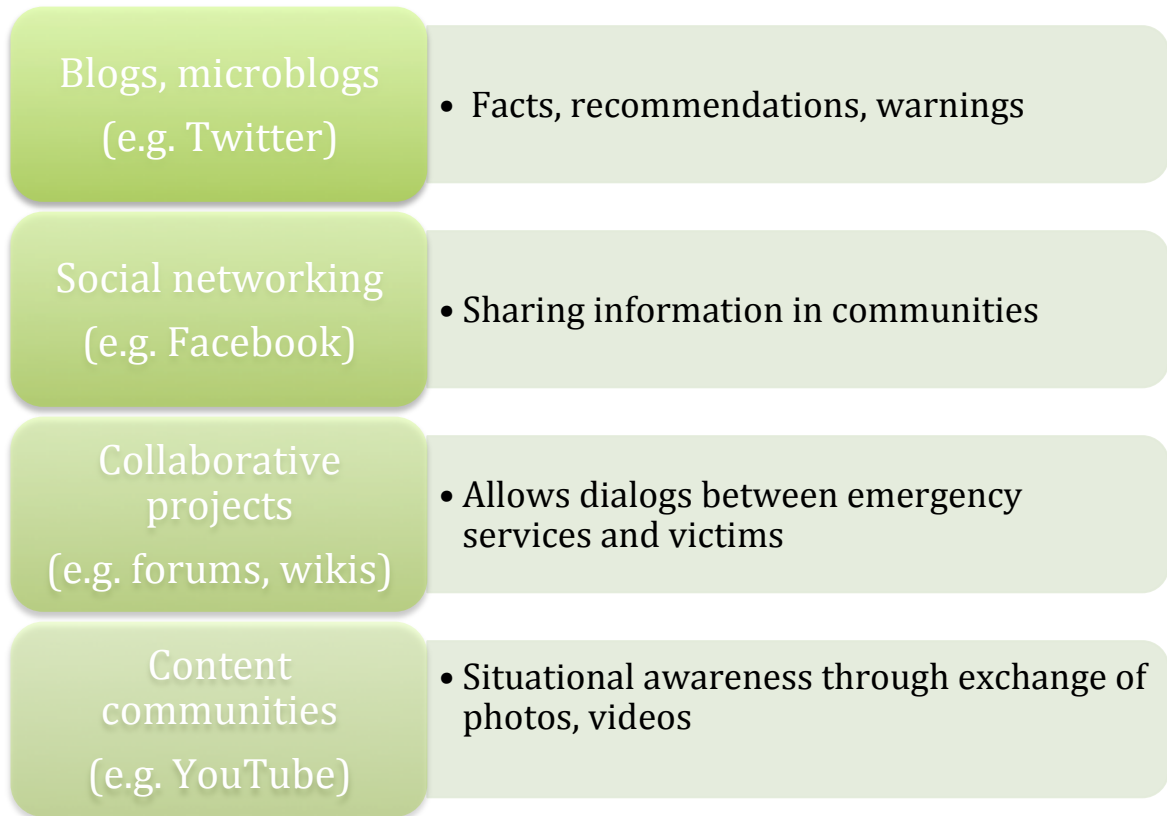 Blogs, microblogs
(e.g. Twitter)
• Facts, recommendations, warnings
Social networking
(e.g. Facebook)
• Sharing information in communities
Collaborative
projects
(e.g. forums, wikis)
• Allows dialogs between emergency
services and victims
Content
communities
(e.g. YouTube)
• Situational awareness through exchange of
photos, videos